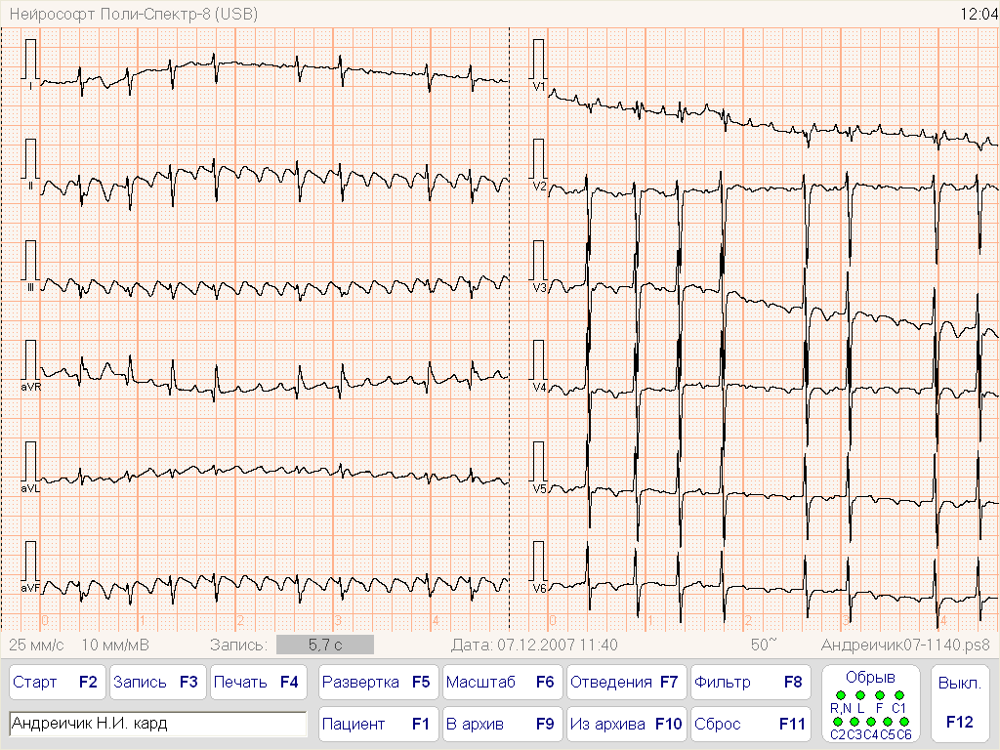 Нейрософт Поли-Спектр-8 (USB) 12:04
I V1
II V2
III V3
aVR V4
aVL V5
aVF V6
0 1 2 3 4 0 1 2 3 4
25 мм/с 10 мм/мВ Запись: 5,7 с Дата: 07.12.2007 11:40 50~ Андреичик07-1140.ps8
Старт F2 Запись F3 Печать F4 Развертка F5 Масштаб F6 Отведения F7 Фильтр F8 Обрыв Выкл.
R,N L F C1
Андреичик Н.И. кард Пациент F1 В архив F9 Из архива F10 Сброс F11 F12
C2 C3 C4 C5 C6